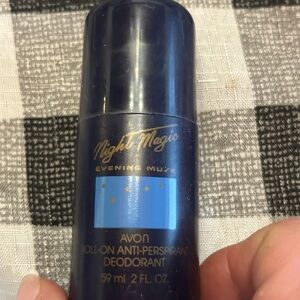 Night Magic
EVENING MUSK
AVON
ROLL-ON ANTI-PERSPIRANT
DEODORANT
59 ml 2 FL. OZ.